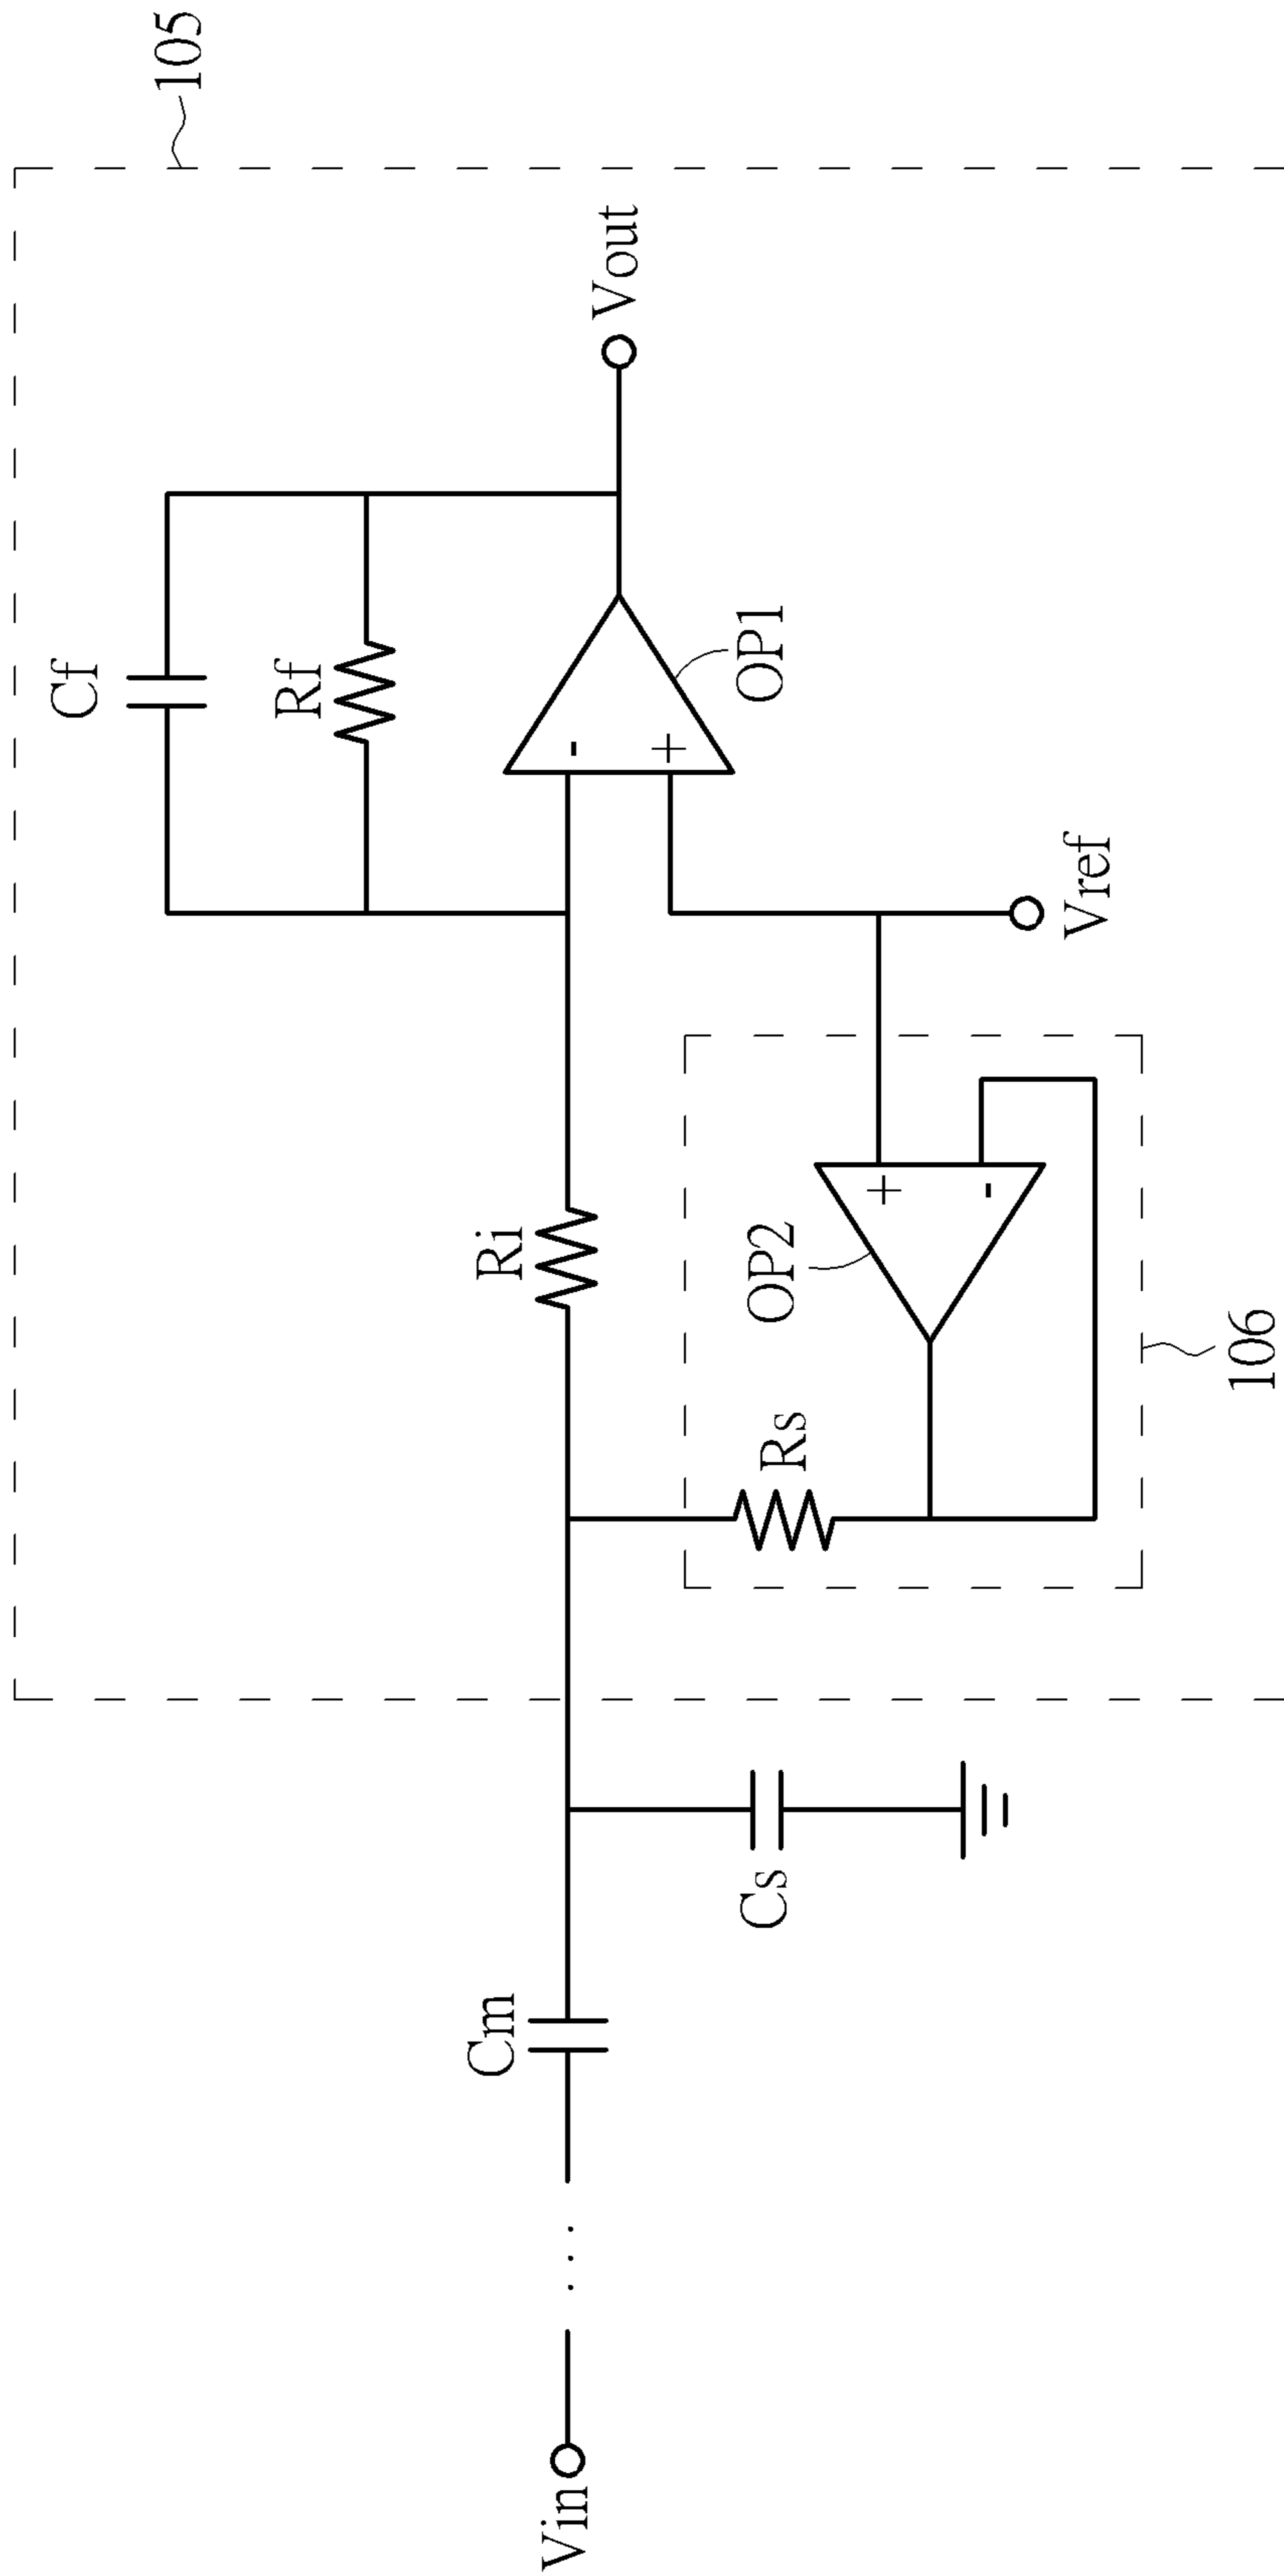 105
Cf
Rf
Vout
OP1
Ri
Vref
OP2
Rs
106
Cs
Cm
Vin
-
+
+
-